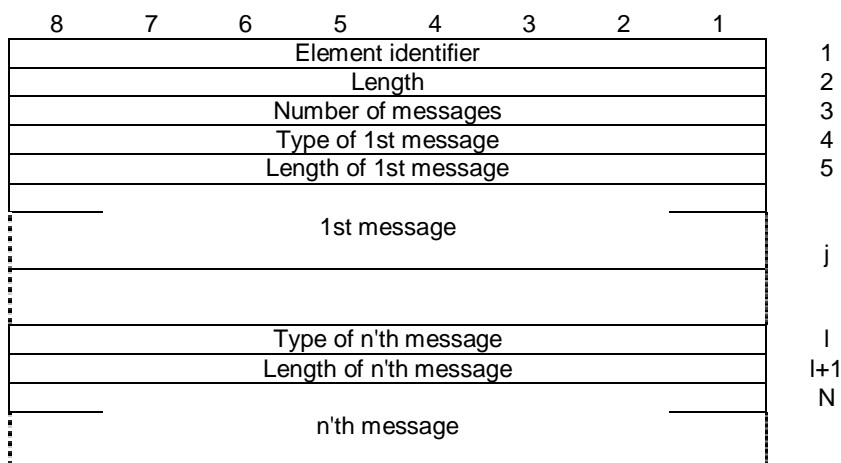 8 7 6 5 4 3 2 1
Element identifier 1
Length 2
Number of messages 3
Type of 1st message 4
Length of 1st message 5
1st message
j
Type of n'th message l
Length of n'th message l+1
N
n'th message